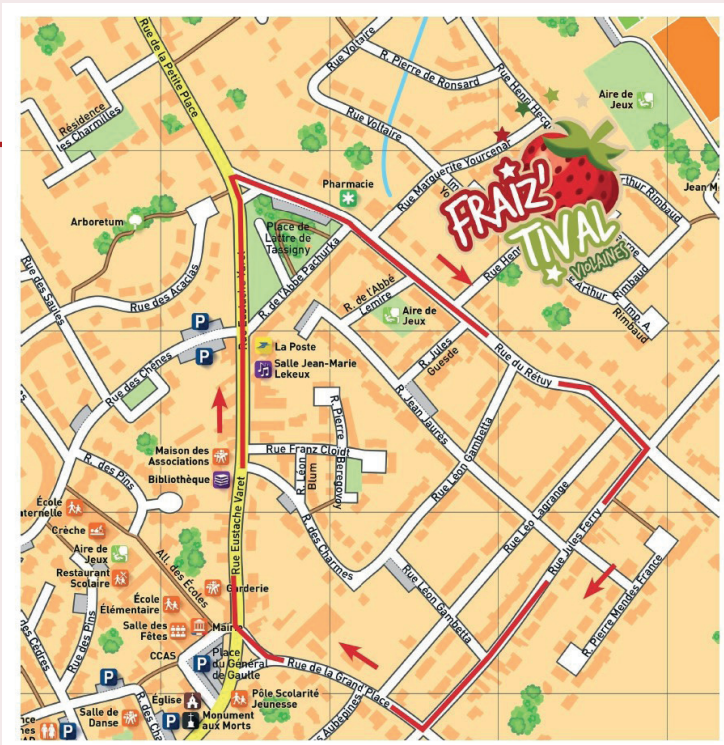 Rue de la Petite Place
Rue Voltaire
R. Pierre de Ronsard
Rue Voltaire
Aire de
Jeux
Résidence
les Charmilles
Rue Marguerite Yourcenar
Pharmacie
FRAIZ'
TIVAL
VIOLAINES
Arboretum
Place de
Lattre de
Tassigny
R. de l'Abbé Pachurka
Rue des Acacias
Rue des Saules
R. de l'Abbé
Lemire
Aire de
Jeux
Rimbaud
Imp. A.
Rimbaud
Rue Eustache Varet
P
P
La Poste
Salle Jean-Marie
Lekeux
R. Jules
Guesde
Rue du Rétuy
Rue des Chênes
R. Jean Jaurès
R. Pierre
Beregovoy
Rue Léon Gambetta
Maison des
Associations
Rue Franz Cloidt
R. Léon
Blum
Bibliothèque
R. des Pins
Rue Léo Lagrange
École
Crèche
Aire de
Jeux
Restaurant
Scolaire
All. des Écoles
Rue Eustache Varet
R. des Charmes
Rue Jules Ferry
R. Pierre Mendes France
Garderie
École
Élémentaire
Rue Léon Gambetta
Salle des
Fêtes
Mairie
Rue des Pins
CCAS
P
Place
du Général
de Gaulle
Rue de la Grand Place
P
Église
Pôle Scolarité
Jeunesse
Salle de
Danse
P
Monument
aux Morts
P